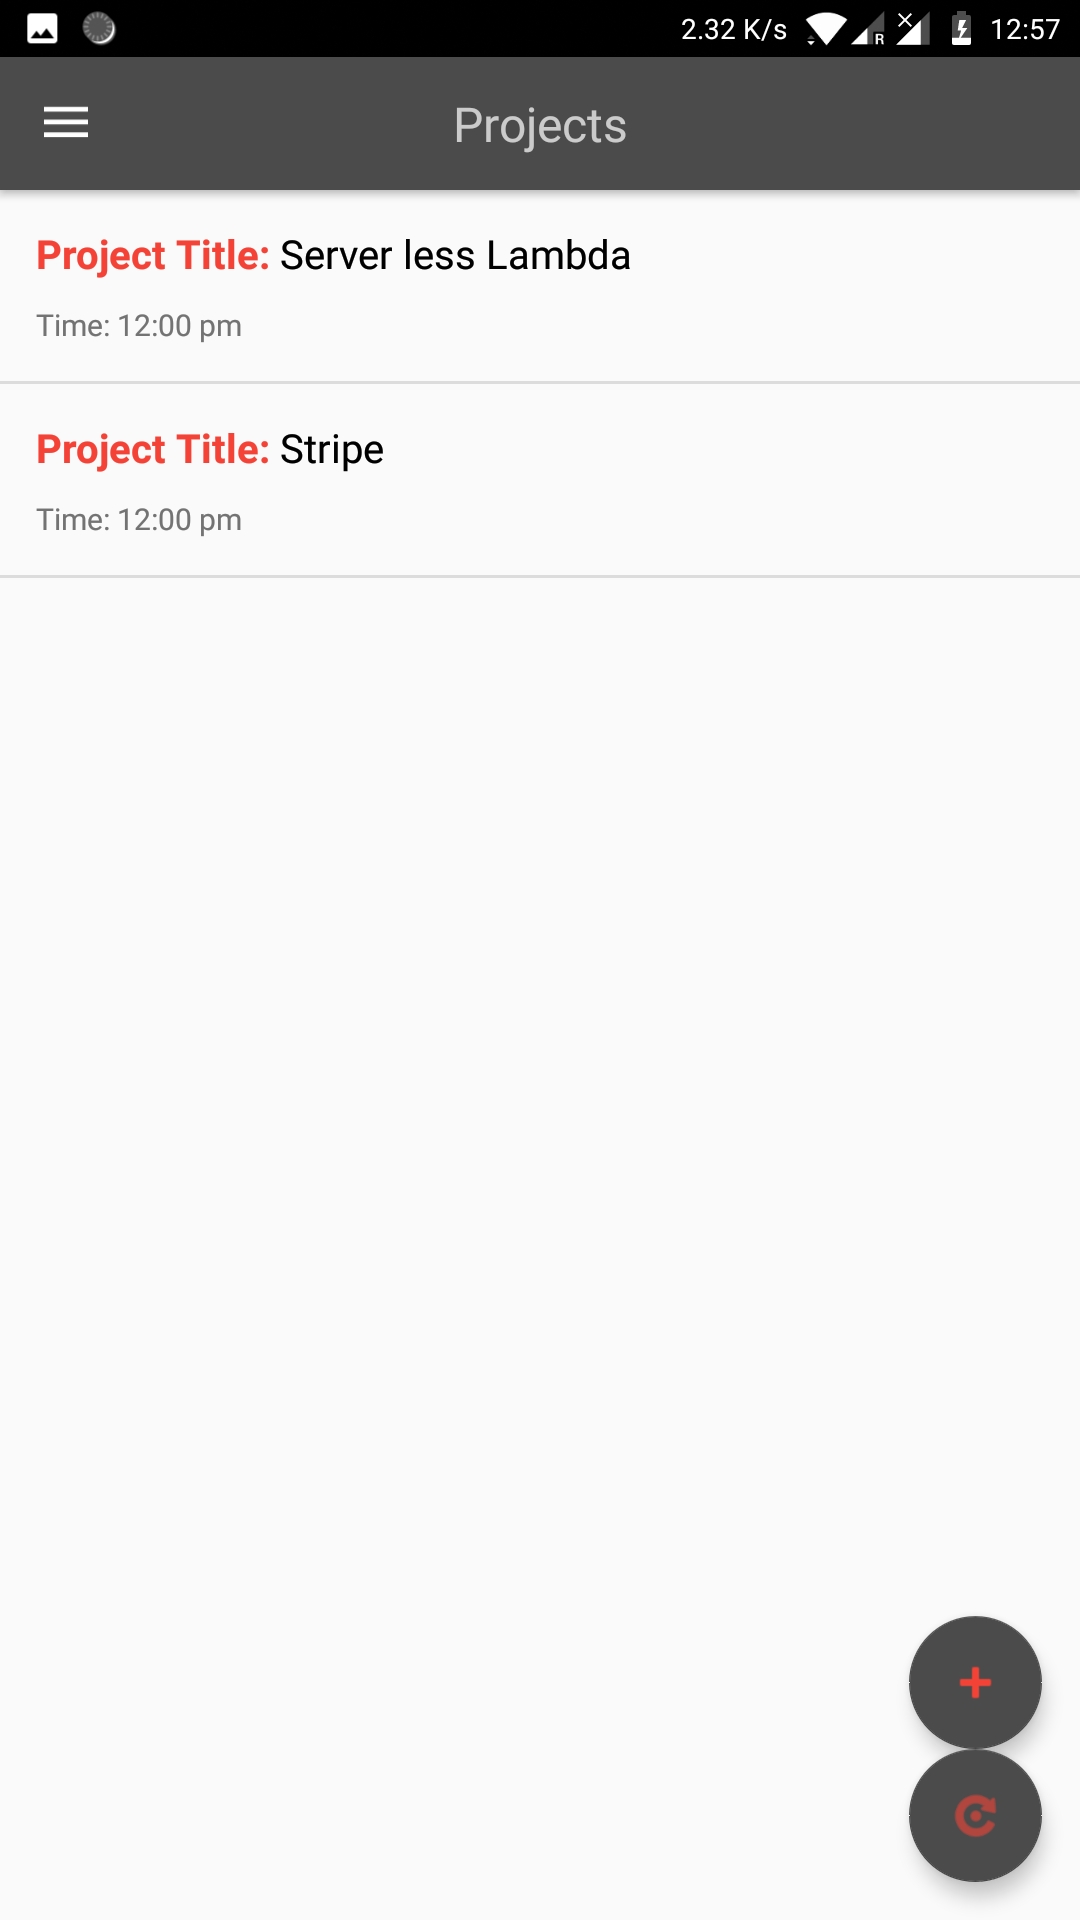 2.32 K/s R 12:57
Projects
Project Title: Server less Lambda
Time: 12:00 pm
Project Title: Stripe
Time: 12:00 pm